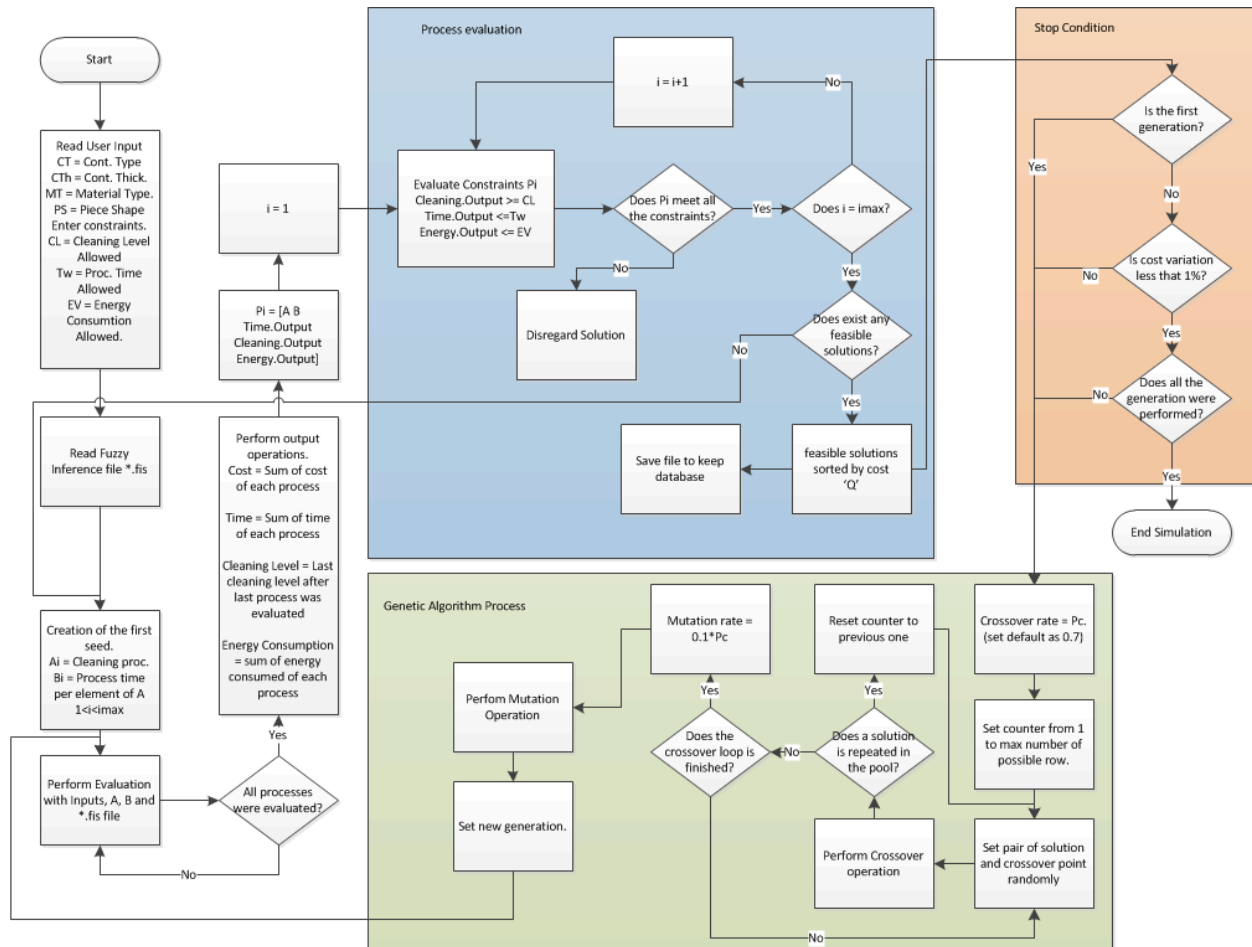 Start
Read User Input
CT = Cont. Type
CTh = Cont. Thick.
MT = Material Type.
PS = Piece Shape
Enter constraints.
CL = Cleaning Level
Allowed
Tw = Proc. Time
Allowed
EV = Energy
Consumtion
Allowed.
Read Fuzzy
Inference file *.fis
Creation of the first
seed.
Ai = Cleaning proc.
Bi = Process time
per element of A
1<i<imax
Perform Evaluation
with Inputs, A, B and
*.fis file
All processes
were evaluated?
No
Yes
Perform output
operations.
Cost = Sum of cost
of each process
Time = Sum of time
of each process
Cleaning Level = Last
cleaning level after
last process was
evaluated
Energy Consumption
= sum of energy
consumed of each
process
Pi = [A B
Time.Output
Cleaning.Output
Energy.Output]
i = 1
Process evaluation
i = i+1
No
Evaluate Constraints Pi
Cleaning.Output >= CL
Time.Output <=Tw
Energy.Output <= EV
Does Pi meet all
the constraints?
Yes
Does i = imax?
No
Yes
Disregard Solution
Does exist any
feasible
solutions?
No
Yes
Save file to keep
database
feasible solutions
sorted by cost
‘Q’
Stop Condition
Is the first
generation?
Yes
No
Is cost variation
less that 1%?
No
Yes
Does all the
generation were
performed?
No
Yes
End Simulation
Genetic Algorithm Process
Mutation rate =
0.1*Pc
Reset counter to
previous one
Crossover rate = Pc.
(set default as 0.7)
Perfom Mutation
Operation
Yes
Yes
Does the
crossover loop is
finished?
No
Does a solution
is repeated in
the pool?
Set counter from 1
to max number of
possible row.
Set new generation.
Perform Crossover
operation
Set pair of solution
and crossover point
randomly
No